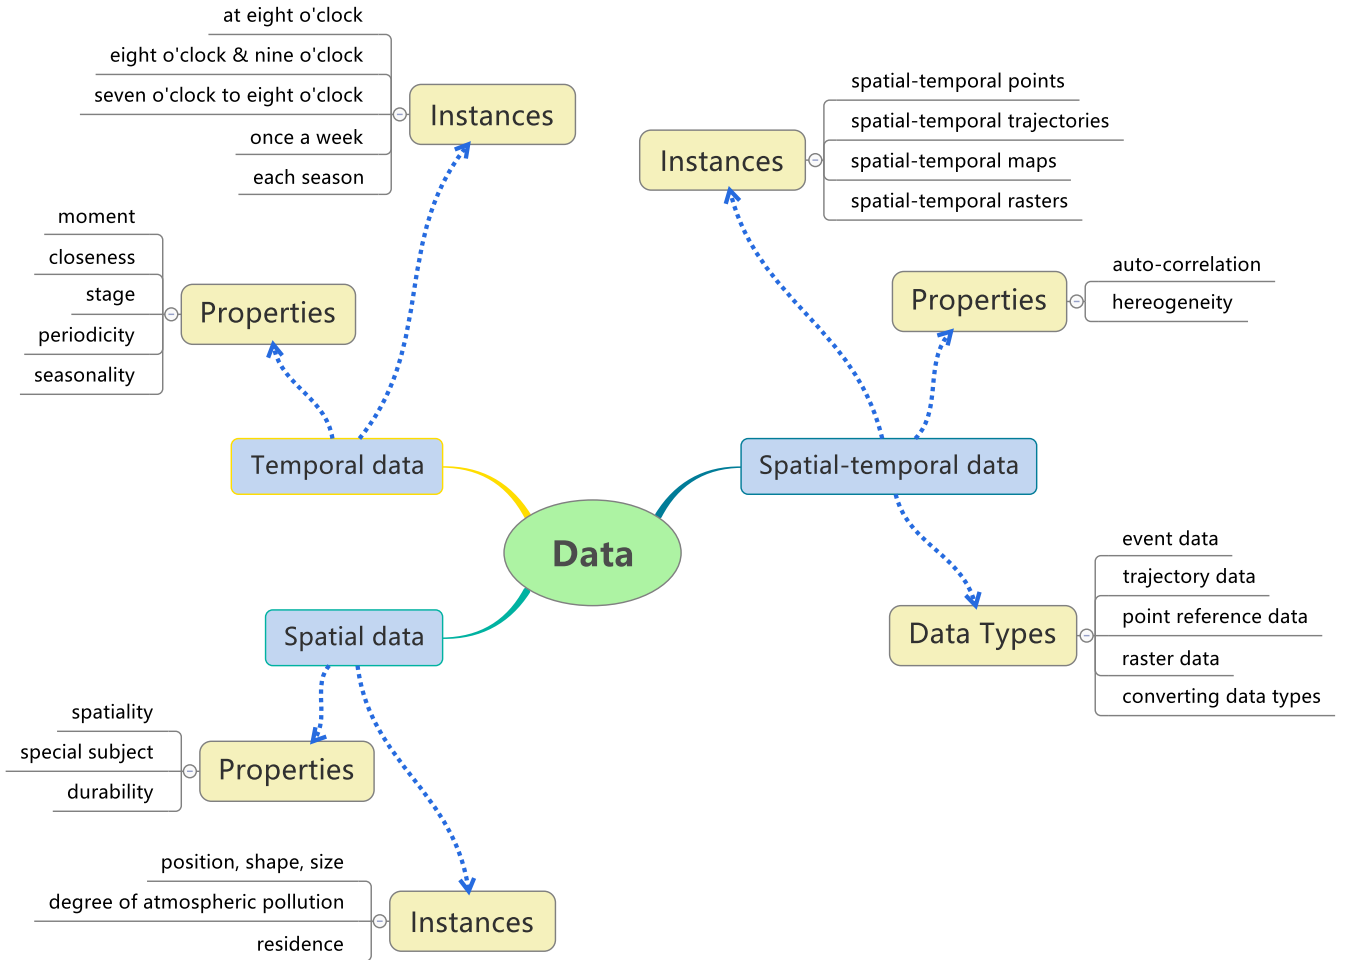 at eight o'clock
eight o'clock & nine o'clock
seven o'clock to eight o'clock
once a week
each season
Instances
moment
closeness
stage
periodicity
seasonality
Properties
Temporal data
spatial-temporal points
spatial-temporal trajectories
spatial-temporal maps
spatial-temporal rasters
Instances
auto-correlation
hereogeneity
Properties
Spatial-temporal data
Data
event data
trajectory data
point reference data
raster data
converting data types
Data Types
Spatial data
spatiality
special subject
durability
Properties
position, shape, size
degree of atmospheric pollution
residence
Instances